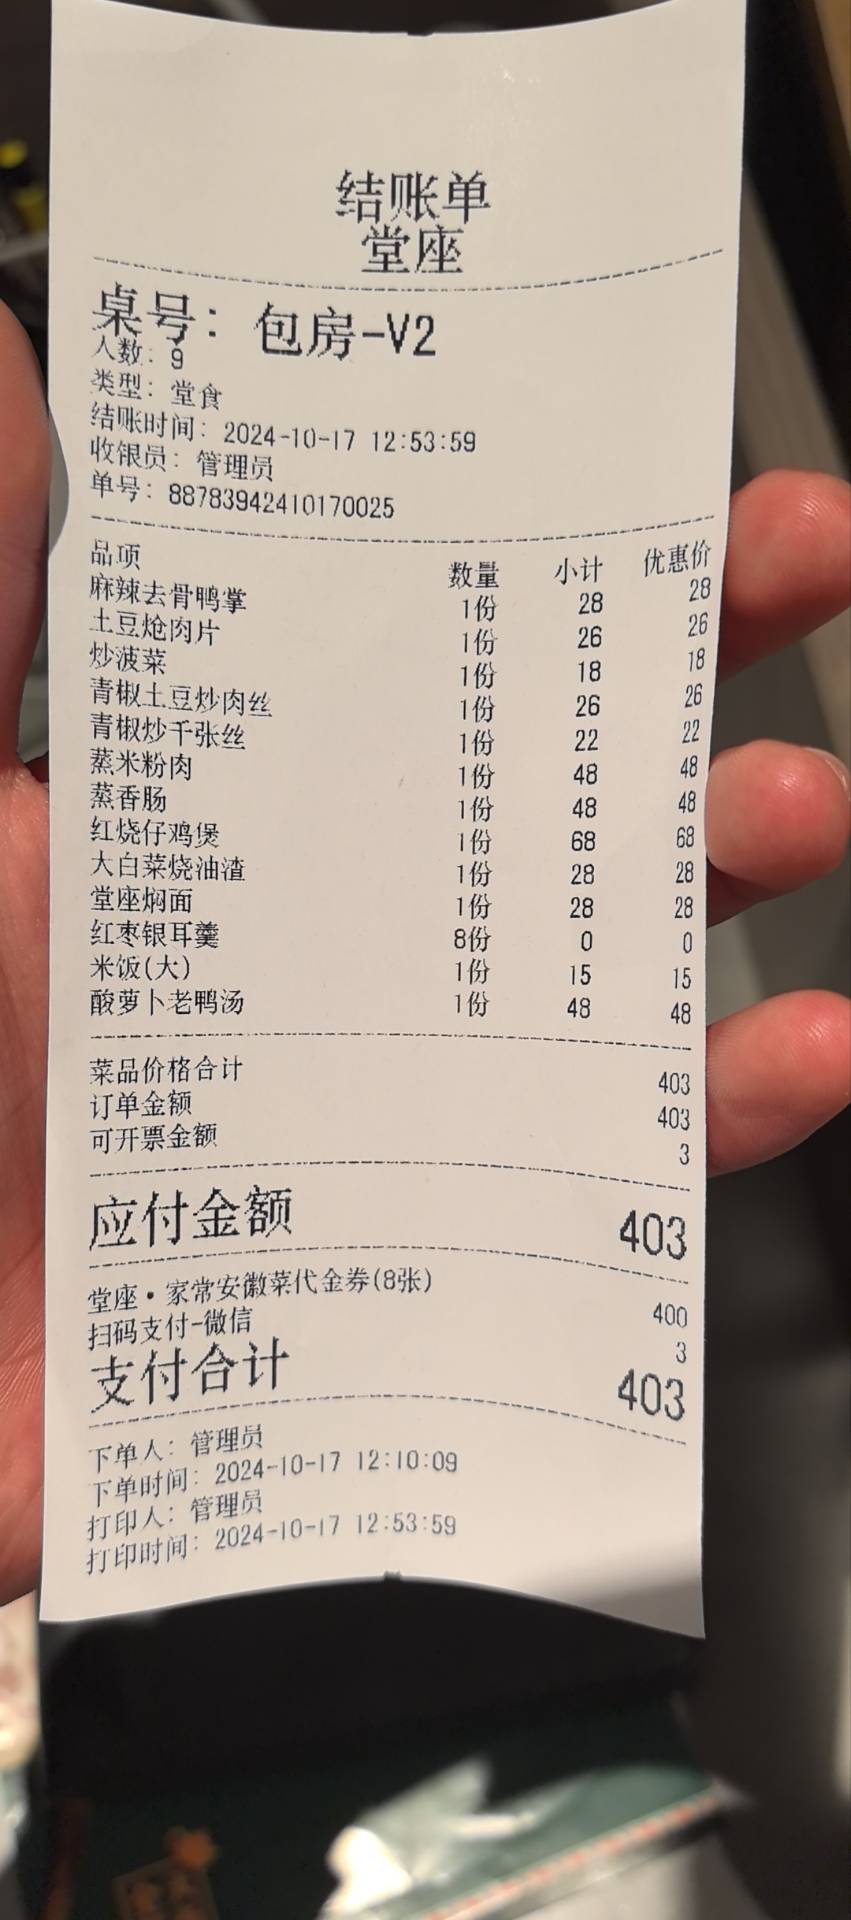 结账单
堂座
桌号：包房-V2
人数：9
类型：堂食
结账时间：2024-10-17 12:53:59
收银员：管理员
单号：88783942410170025
品项 数量 小计 优惠价
麻辣去骨鸭掌 1份 28 28
土豆炝肉片 1份 26 26
炒菠菜 1份 18 18
青椒土豆炒肉丝 1份 26 26
青椒炒千张丝 1份 22 22
蒸米粉肉 1份 48 48
蒸香肠 1份 48 48
红烧仔鸡煲 1份 68 68
大白菜烧油渣 1份 28 28
堂座焖面 1份 28 28
红枣银耳羹 8份 0 0
米饭(大) 1份 15 15
酸萝卜老鸭汤 1份 48 48
菜品价格合计 403
订单金额 403
可开票金额 3
应付金额 403
堂座·家常安徽菜代金券(8张) 400
扫码支付-微信 3
支付合计 403
下单人：管理员
下单时间：2024-10-17 12:10:09
打印人：管理员
打印时间：2024-10-17 12:53:59